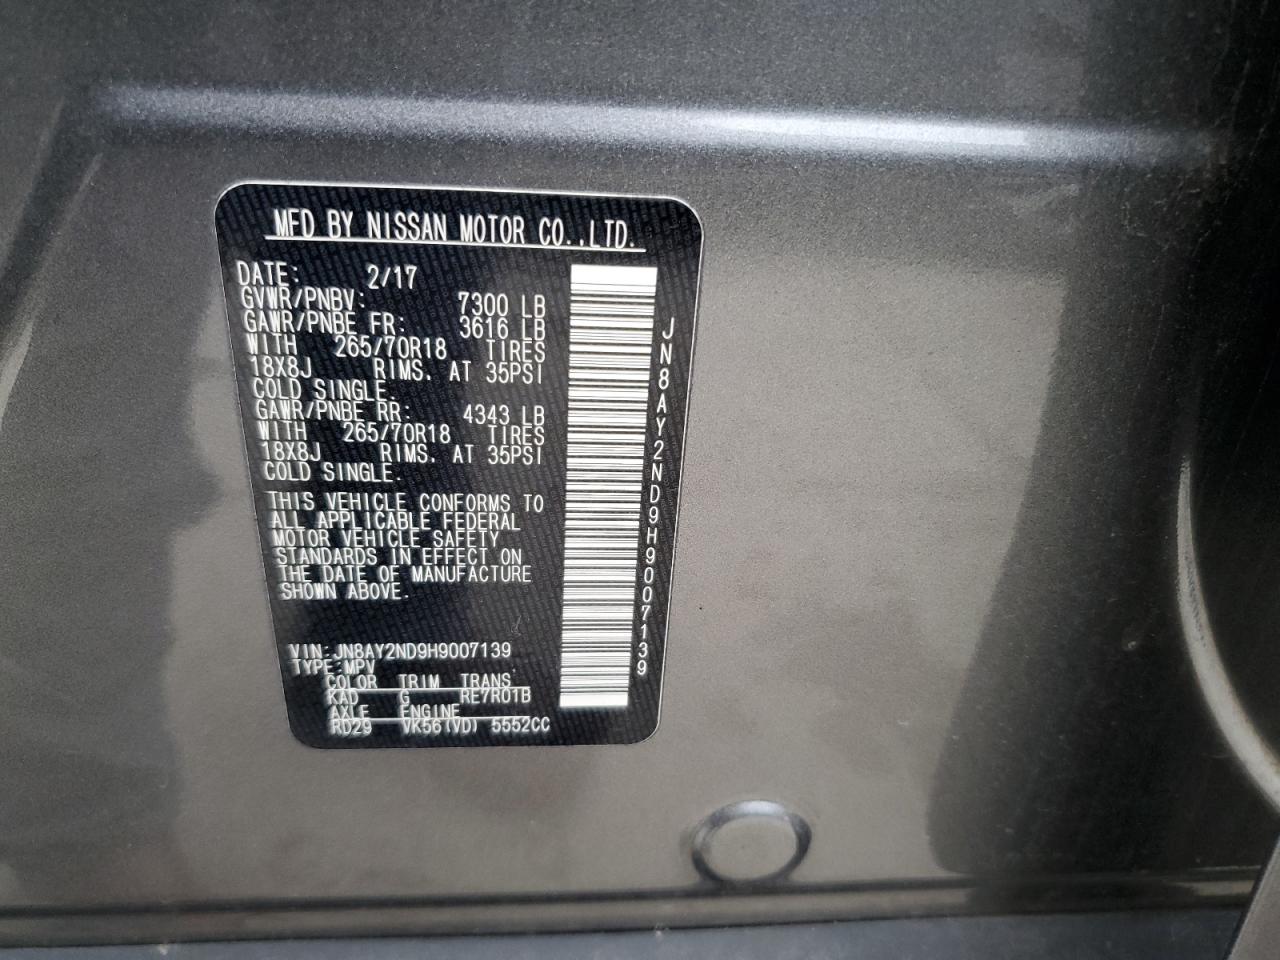 MFD BY NISSAN MOTOR CO.,LTD.
DATE: 2/17
GVWR/PNBV: 7300 LB
GAWR/PNBE FR: 3616 LB
WITH 265/70R18 TIRES
18X8J RIMS. AT 35PSI
COLD SINGLE.
GAWR/PNBE RR: 4343 LB
WITH 265/70R18 TIRES
18X8J RIMS. AT 35PSI
COLD SINGLE.
THIS VEHICLE CONFORMS TO
ALL APPLICABLE FEDERAL
MOTOR VEHICLE SAFETY
STANDARDS IN EFFECT ON
THE DATE OF MANUFACTURE
SHOWN ABOVE.
VIN:JN8AY2ND9H9007139
TYPE:MPV
COLOR TRIM TRANS
KAD G RE7R01B
AXLE ENGINE
RD29 VK56(VD) 5552CC
JN8AY2ND9H9007139